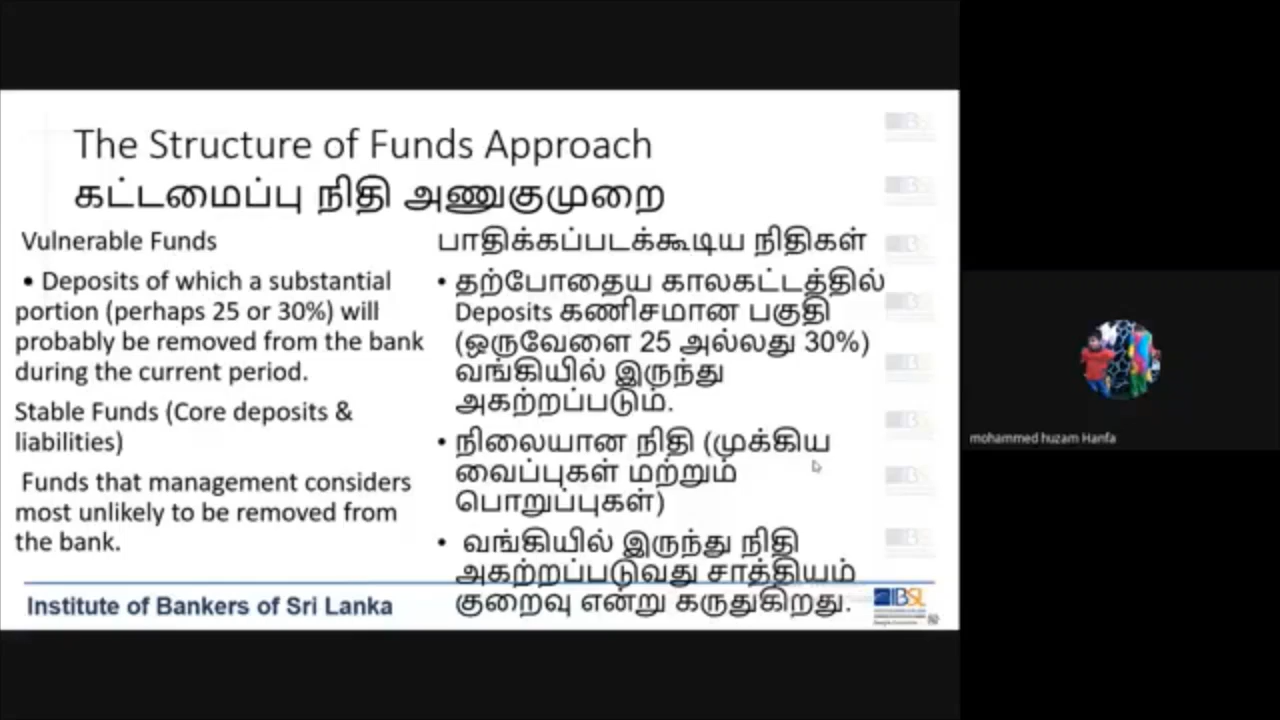 The Structure of Funds Approach
கட்டமைப்பு நிதி அணுகுமுறை
Vulnerable Funds
• Deposits of which a substantial
portion (perhaps 25 or 30%) will
probably be removed from the bank
during the current period.
Stable Funds (Core deposits &
liabilities)
Funds that management considers
most unlikely to be removed from
the bank.
பாதிக்கப்படக்கூடிய நிதிகள்
• தற்போதைய காலகட்டத்தில்
Deposits கணிசமான பகுதி
(ஒருவேளை 25 அல்லது 30%)
வங்கியில் இருந்து
அகற்றப்படும்.
• நிலையான நிதி (முக்கிய
வைப்புகள் மற்றும்
பொறுப்புகள்)
• வங்கியில் இருந்து நிதி
அகற்றப்படுவது சாத்தியம்
குறைவு என்று கருதுகிறது.
Institute of Bankers of Sri Lanka
IBSL
mohammed huzam Hanfa